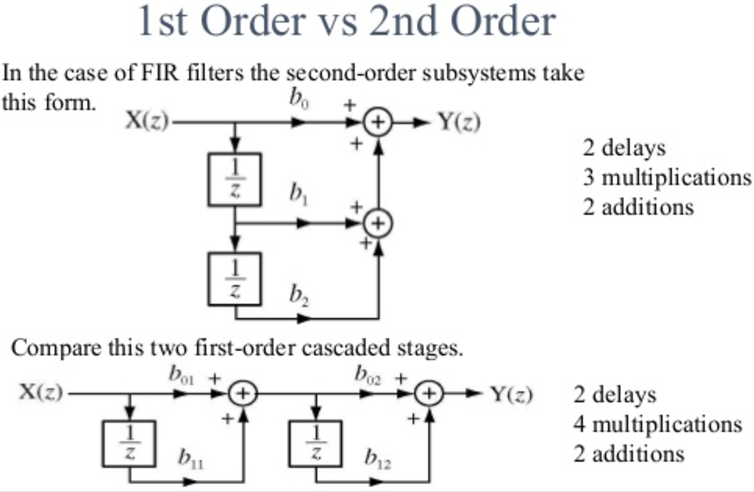 1st Order vs 2nd Order
In the case of FIR filters the second-order subsystems take
this form.
b₀
+
X(z)
+
Y(z)
+
2 delays
1
z
3 multiplications
b₁
2 additions
+
+
+
1
z
b₂
Compare this two first-order cascaded stages.
b₀₁ +
b₀₂ +
X(z)
+
+
Y(z)
2 delays
+
+
4 multiplications
1
z
b₁₁
1
z
b₁₂
2 additions